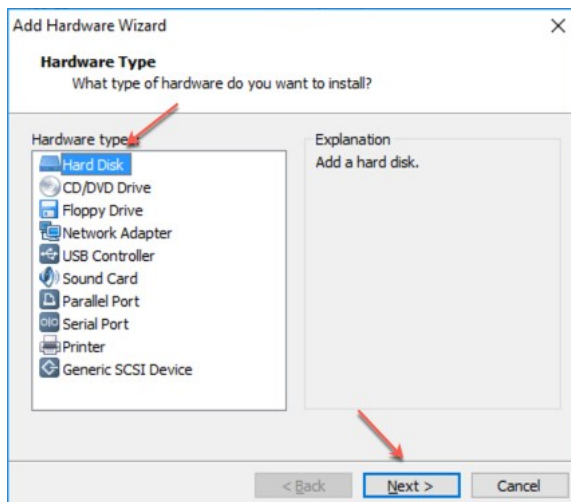 Add Hardware Wizard
Hardware Type
What type of hardware do you want to install?
Hardware types:
Hard Disk
CD/DVD Drive
Floppy Drive
Network Adapter
USB Controller
Sound Card
Parallel Port
Serial Port
Printer
Generic SCSI Device
Explanation
Add a hard disk.
< Back
Next >
Cancel